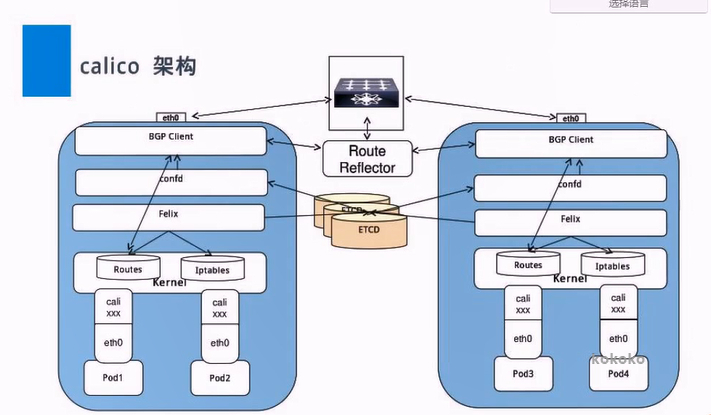 选择语言
calico 架构
eth0
eth0
BGP Client
BGP Client
Route
Reflector
confd
confd
Felix
Felix
ETCD
ETCD
Routes
Iptables
Kernel
Routes
Iptables
Kernel
cali
xxx
cali
xxx
cali
xxx
cali
xxx
eth0
eth0
eth0
eth0
kokoko
Pod1
Pod2
Pod3
Pod4